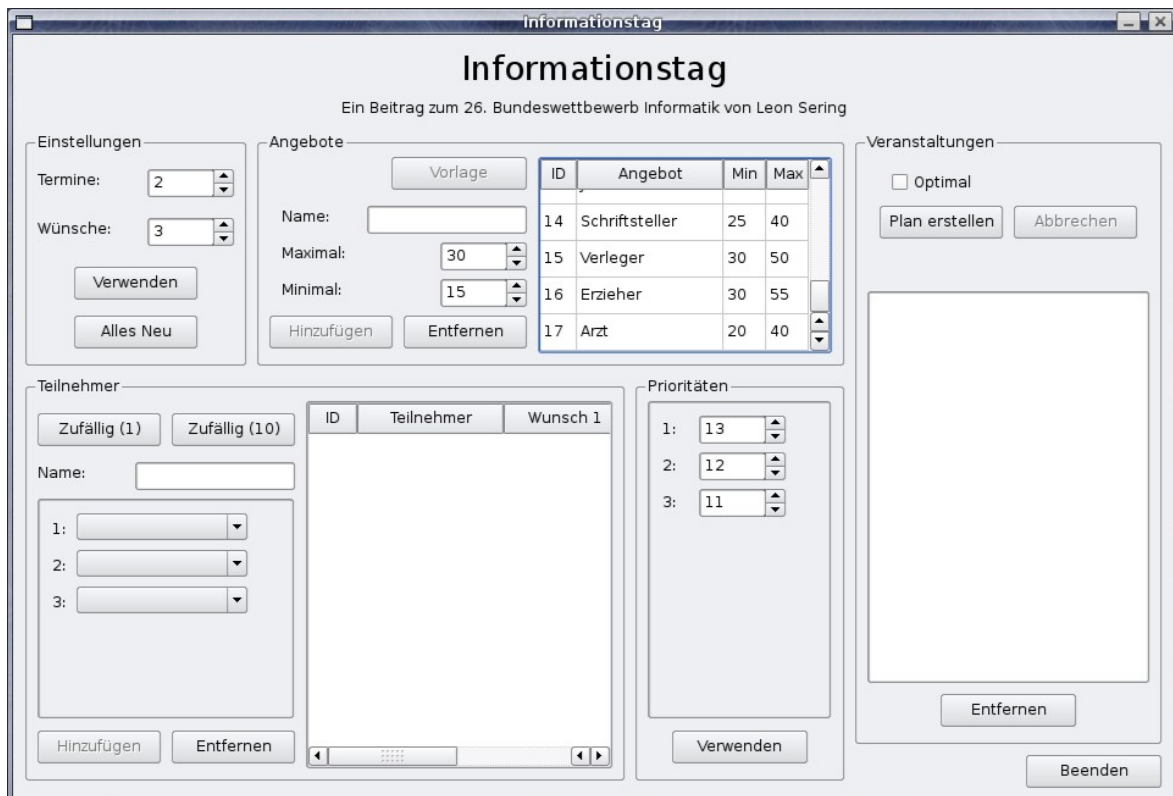 Informationstag
Informationstag
Ein Beitrag zum 26. Bundeswettbewerb Informatik von Leon Sering
Einstellungen
Termine: 2
Wünsche: 3
Verwenden
Alles Neu
Angebote
Vorlage
Name:
Maximal: 30
Minimal: 15
Hinzufügen Entfernen
ID Angebot Min Max
14 Schriftsteller 25 40
15 Verleger 30 50
16 Erzieher 30 55
17 Arzt 20 40
Veranstaltungen
Optimal
Plan erstellen Abbrechen
Entfernen
Teilnehmer
Zufällig (1) Zufällig (10)
Name:
1:
2:
3:
Hinzufügen Entfernen
ID Teilnehmer Wunsch 1
Prioritäten
1: 13
2: 12
3: 11
Verwenden
Beenden